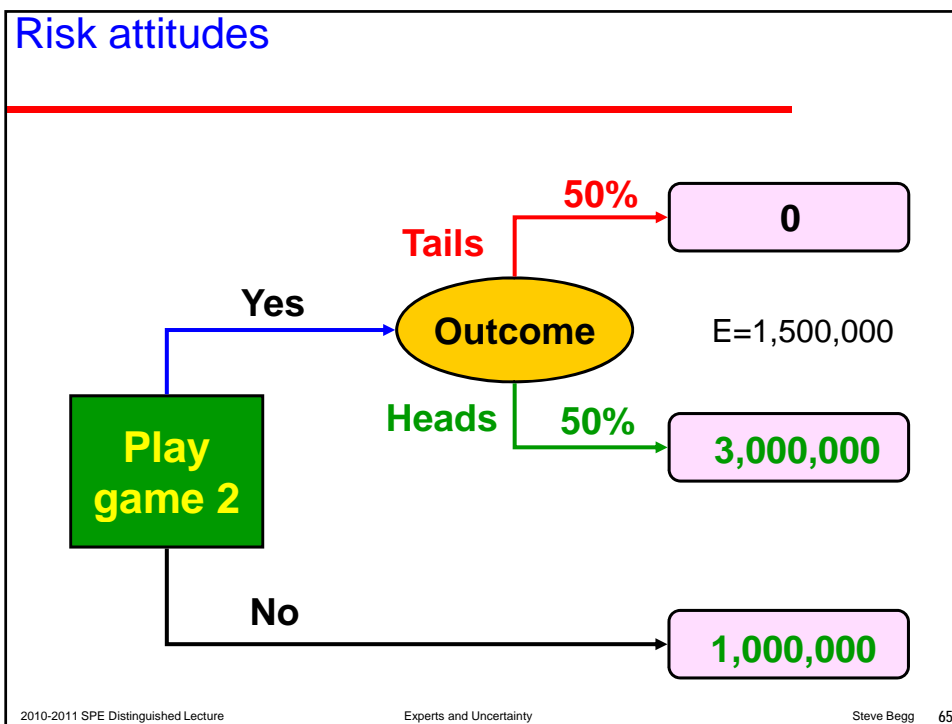 Risk attitudes
50%
0
Tails
Yes
Outcome
E=1,500,000
Heads
50%
3,000,000
Play
game 2
No
1,000,000
2010-2011 SPE Distinguished Lecture
Experts and Uncertainty
Steve Begg
65